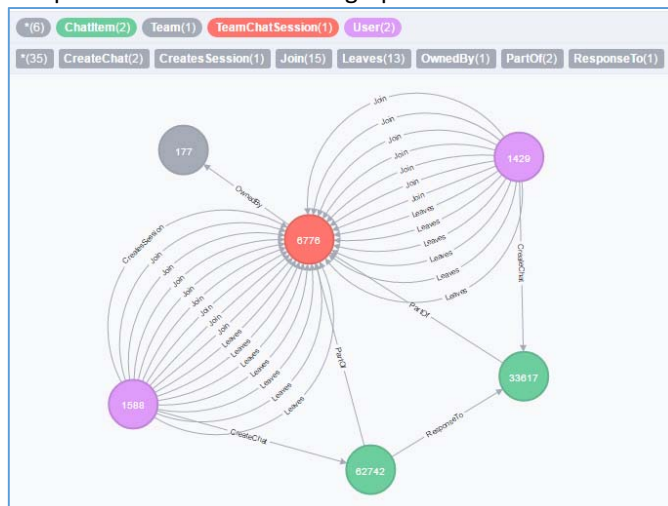 *(6) ChatItem(2) Team(1) TeamChatSession(1) User(2)
*(35) CreateChat(2) CreatesSession(1) Join(15) Leaves(13) OwnedBy(1) PartOf(2) ResponseTo(1)
177
1429
Join
Join
Join
Join
Join
Join
Join
Leaves
Leaves
Leaves
Leaves
Leaves
Leaves
OwnedBy
6776
CreateChat
CreatesSession
Join
Join
Join
Join
Join
Join
Join
Join
Leaves
Leaves
Leaves
Leaves
Leaves
Leaves
Leaves
PartOf
PartOf
33617
1588
CreateChat
ResponseTo
62742